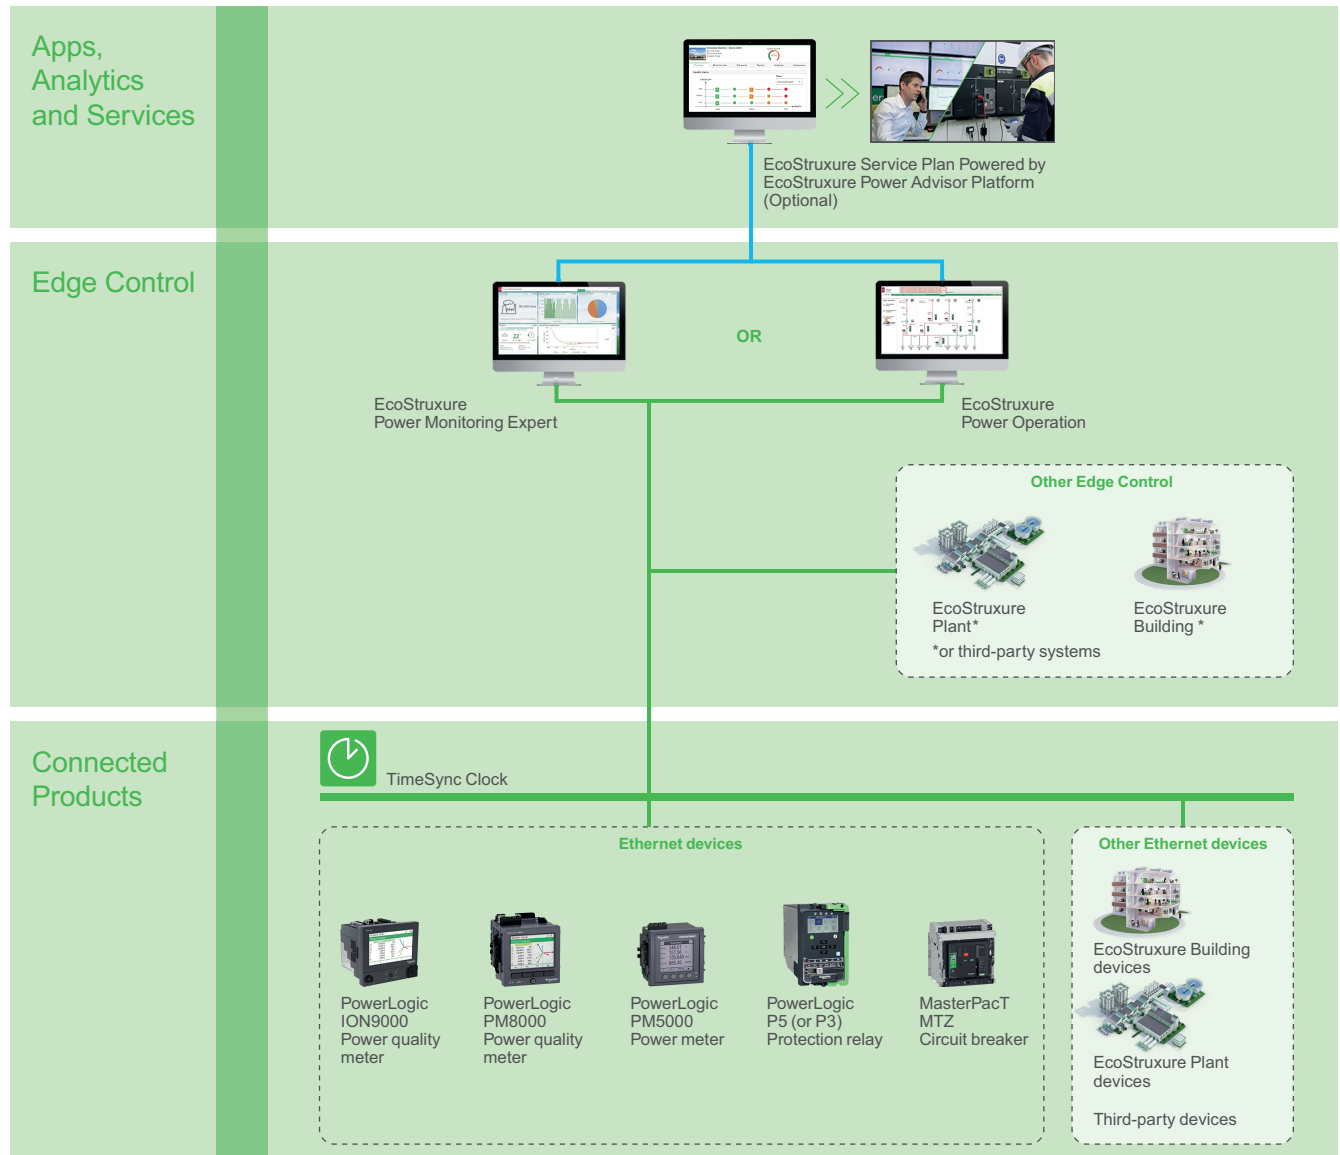 Apps,
Analytics
and Services
EcoStruxure Service Plan Powered by
EcoStruxure Power Advisor Platform
(Optional)
Edge Control
OR
EcoStruxure
Power Monitoring Expert
EcoStruxure
Power Operation
Other Edge Control
EcoStruxure
Plant*
EcoStruxure
Building *
*or third-party systems
Connected
Products
TimeSync Clock
Ethernet devices
PowerLogic
ION9000
Power quality
meter
PowerLogic
PM8000
Power quality
meter
PowerLogic
PM5000
Power meter
PowerLogic
P5 (or P3)
Protection relay
MasterPacT
MTZ
Circuit breaker
Other Ethernet devices
EcoStruxure Building
devices
EcoStruxure Plant
devices
Third-party devices